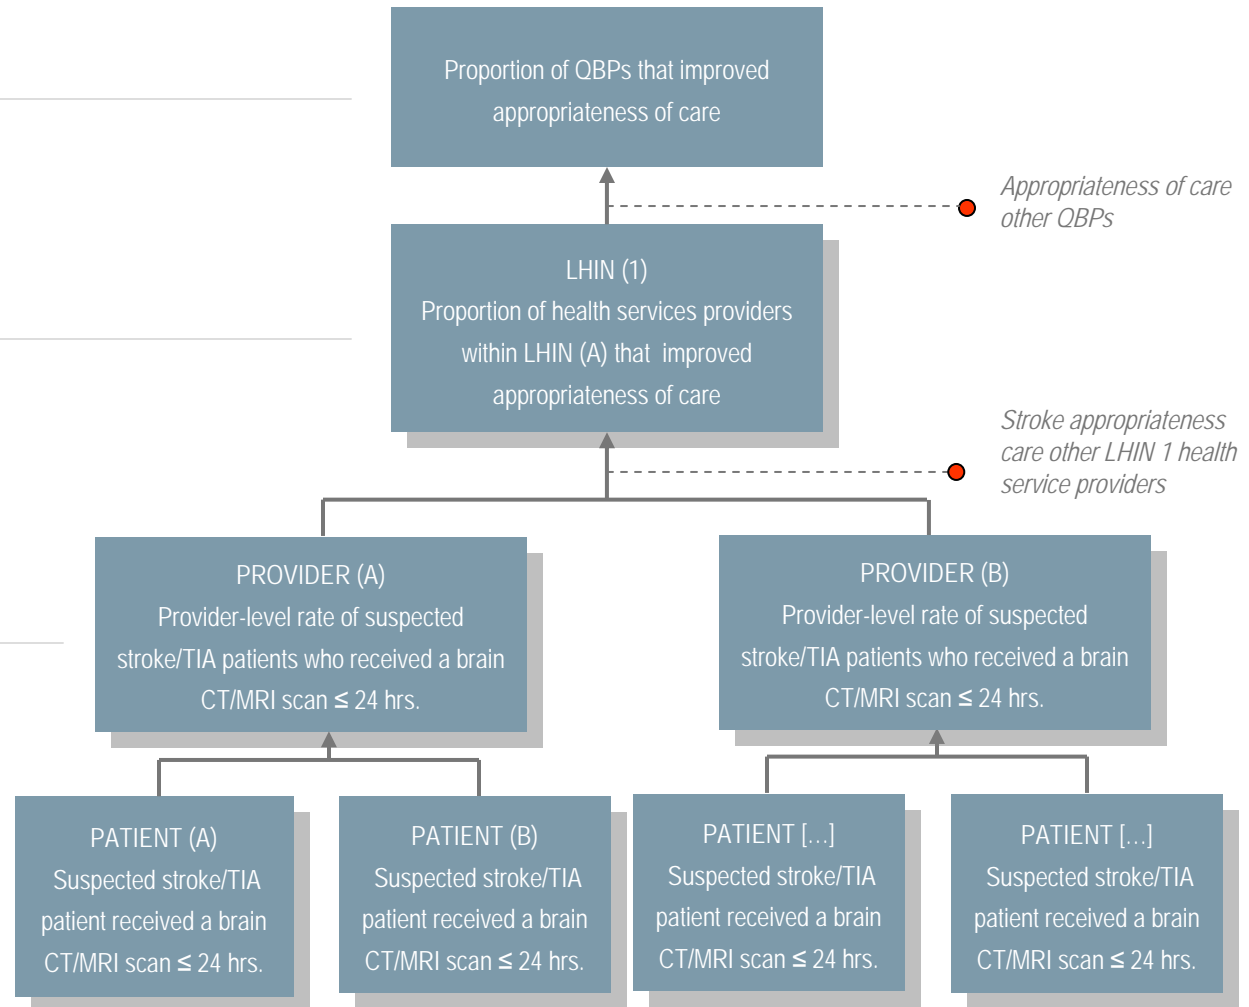 Proportion of QBPs that improved
appropriateness of care
Appropriateness of care
other QBPs
LHIN (1)
Proportion of health services providers
within LHIN (A) that improved
appropriateness of care
Stroke appropriateness
care other LHIN 1 health
service providers
PROVIDER (A)
Provider-level rate of suspected
stroke/TIA patients who received a brain
CT/MRI scan ≤ 24 hrs.
PROVIDER (B)
Provider-level rate of suspected
stroke/TIA patients who received a brain
CT/MRI scan ≤ 24 hrs.
PATIENT (A)
Suspected stroke/TIA
patient received a brain
CT/MRI scan ≤ 24 hrs.
PATIENT (B)
Suspected stroke/TIA
patient received a brain
CT/MRI scan ≤ 24 hrs.
PATIENT [...]
Suspected stroke/TIA
patient received a brain
CT/MRI scan ≤ 24 hrs.
PATIENT [...]
Suspected stroke/TIA
patient received a brain
CT/MRI scan ≤ 24 hrs.